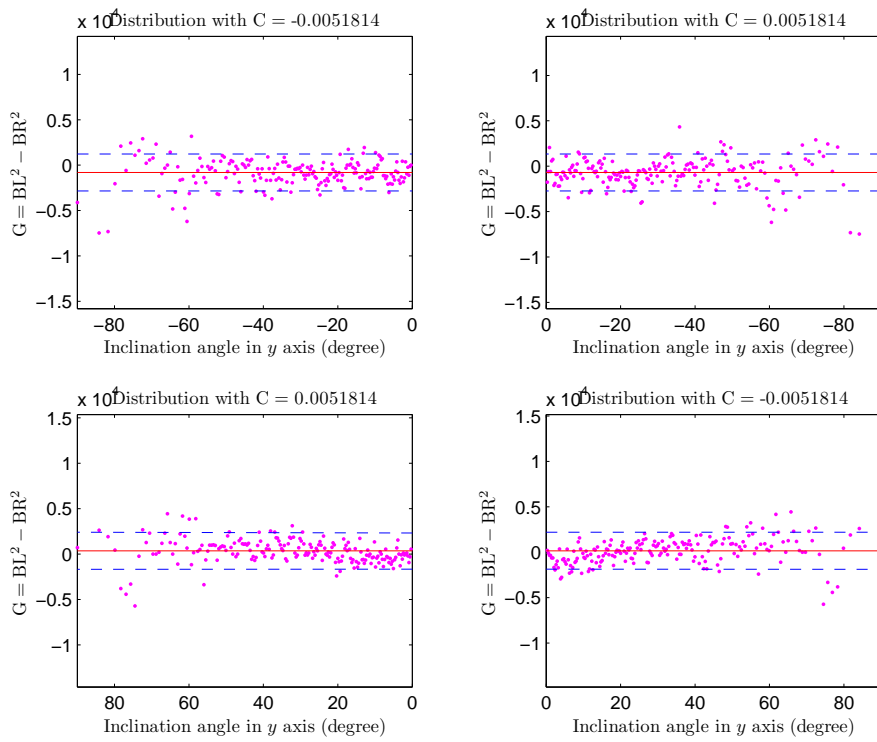 x 10⁴
Distribution with C = -0.0051814
1
0.5
0
−0.5
−1
−1.5
G = BL² − BR²
−80 −60 −40 −20 0
Inclination angle in y axis (degree)
x 10⁴
Distribution with C = 0.0051814
1
0.5
0
−0.5
−1
−1.5
G = BL² − BR²
0 -20 -40 -60 -80
Inclination angle in y axis (degree)
x 10⁴
Distribution with C = 0.0051814
1.5
1
0.5
0
−0.5
−1
G = BL² − BR²
80 60 40 20 0
Inclination angle in y axis (degree)
x 10⁴
Distribution with C = -0.0051814
1.5
1
0.5
0
−0.5
−1
G = BL² − BR²
0 20 40 60 80
Inclination angle in y axis (degree)